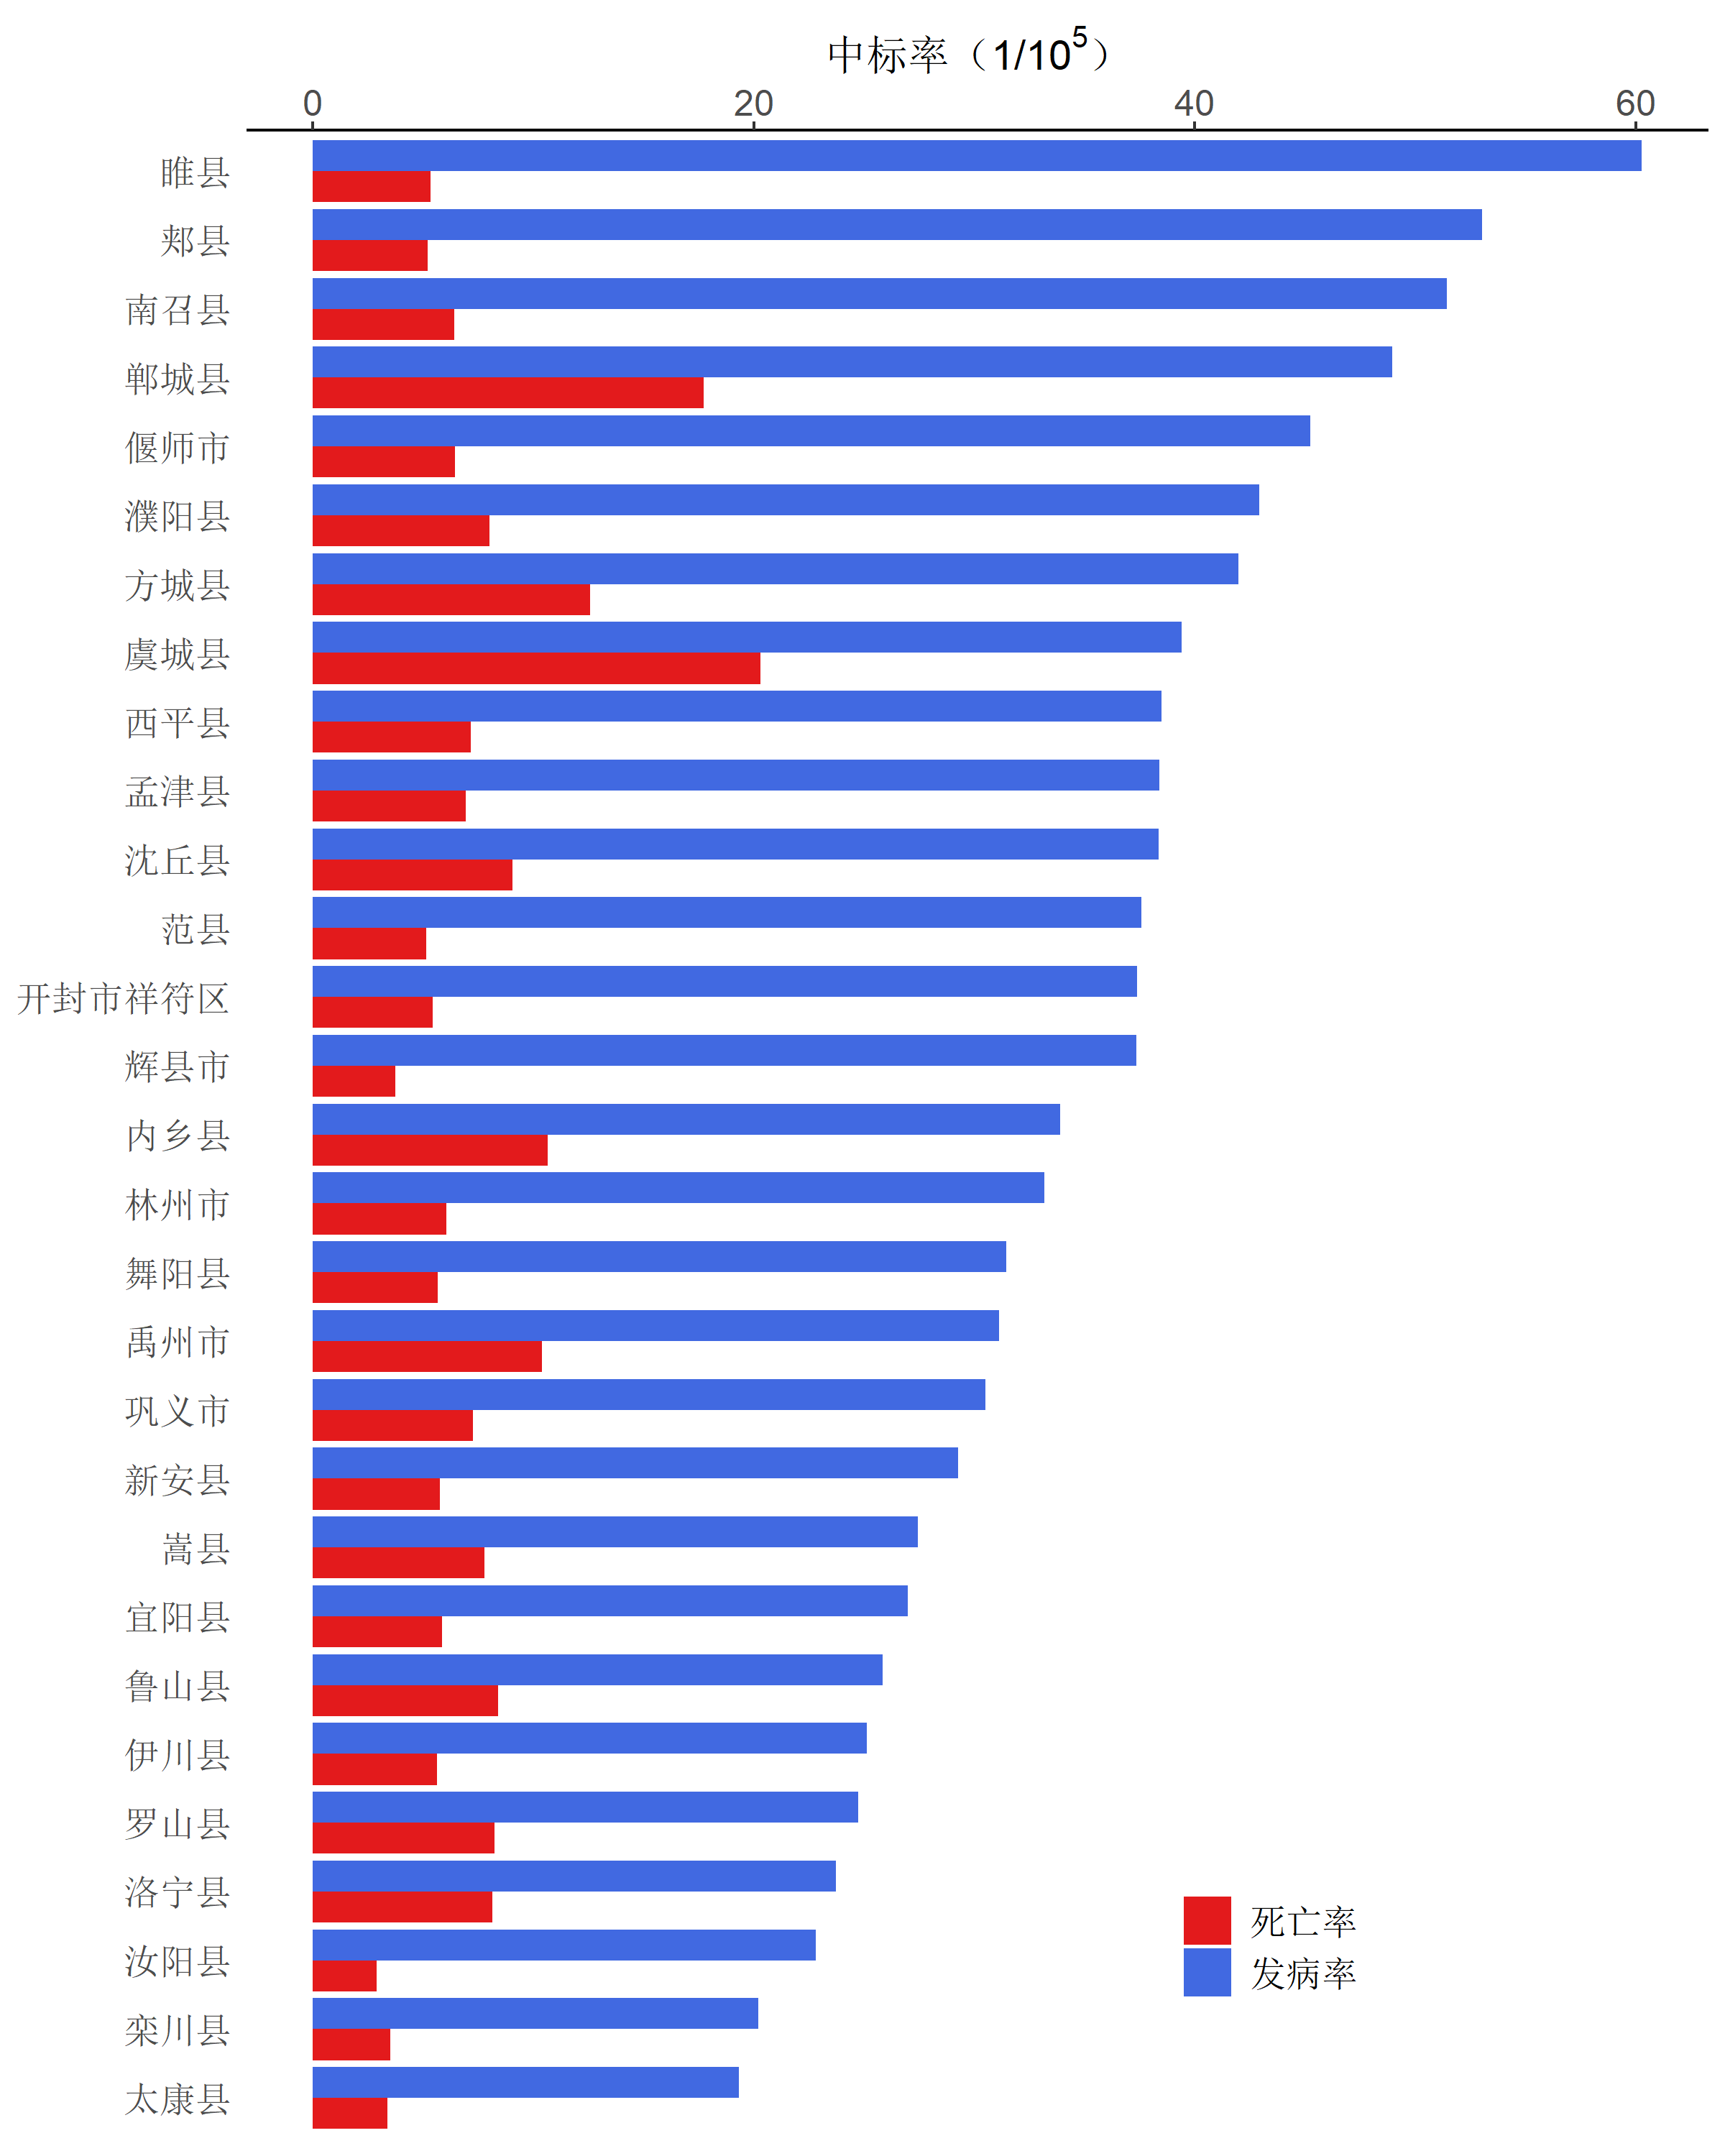 中标率（1/10⁵）
0 20 40 60
睢县
郏县
南召县
郸城县
偃师市
濮阳县
方城县
虞城县
西平县
孟津县
沈丘县
范县
开封市祥符区
辉县市
内乡县
林州市
舞阳县
禹州市
巩义市
新安县
嵩县
宜阳县
鲁山县
伊川县
罗山县
洛宁县
汝阳县
栾川县
太康县
死亡率
发病率